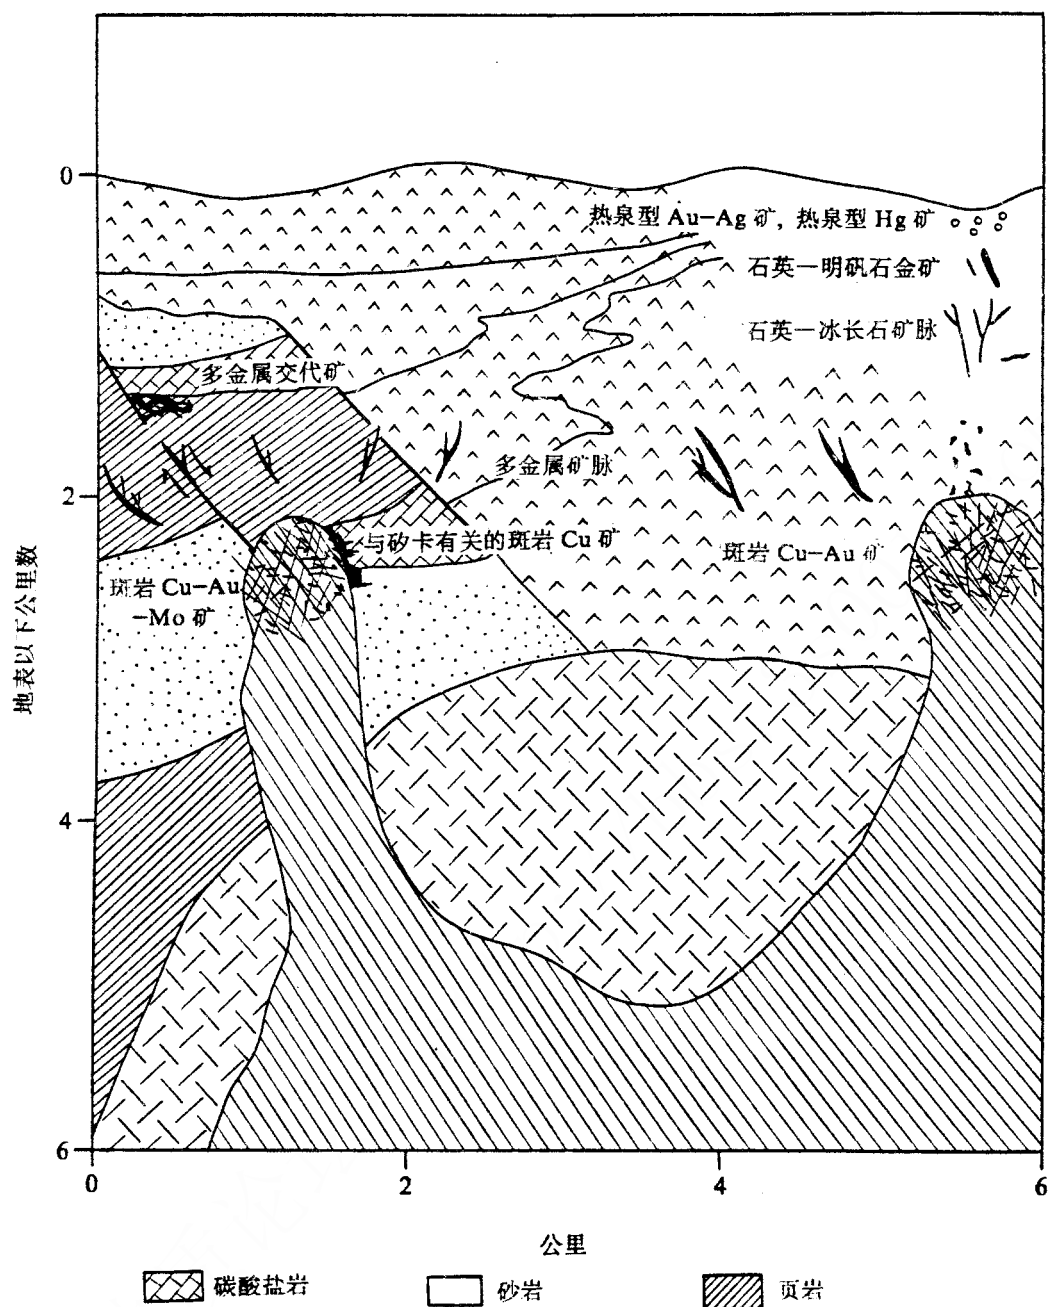 0
热泉型 Au-Ag 矿，热泉型 Hg 矿
石英—明矾石金矿
石英—冰长石矿脉
多金属交代矿
多金属矿脉
2
与矽卡有关的斑岩 Cu 矿
斑岩 Cu-Au 矿
斑岩 Cu-Au
-Mo 矿
地表以下公里数
4
6
0 2 4 6
公里
碳酸盐岩 砂岩 页岩